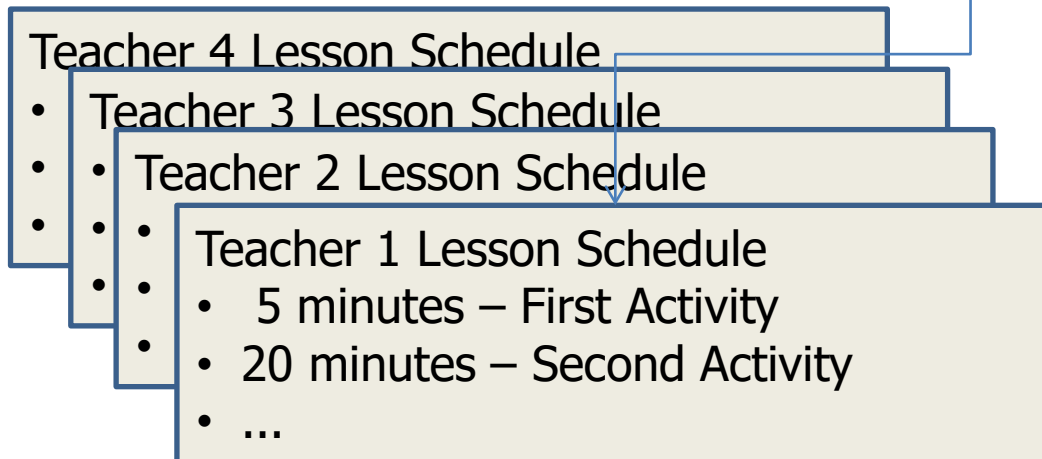 Teacher 4 Lesson Schedule
•
•
•
Teacher 3 Lesson Schedule
•
•
•
Teacher 2 Lesson Schedule
•
•
•
Teacher 1 Lesson Schedule
• 5 minutes – First Activity
• 20 minutes – Second Activity
• ...